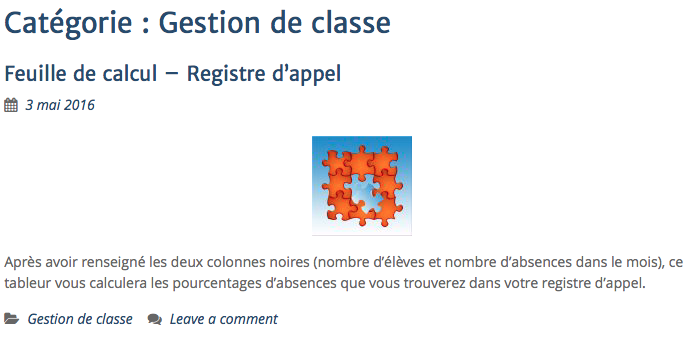 Catégorie : Gestion de classe
Feuille de calcul – Registre d’appel
3 mai 2016
Après avoir renseigné les deux colonnes noires (nombre d’élèves et nombre d’absences dans le mois), ce
tableur vous calculera les pourcentages d’absences que vous trouverez dans votre registre d’appel.
Gestion de classe Leave a comment